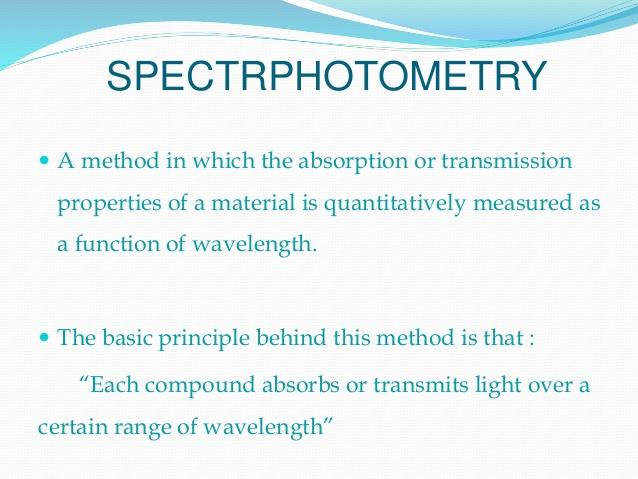 SPECTRPHOTOMETRY
• A method in which the absorption or transmission
properties of a material is quantitatively measured as
a function of wavelength.
• The basic principle behind this method is that :
“Each compound absorbs or transmits light over a
certain range of wavelength”